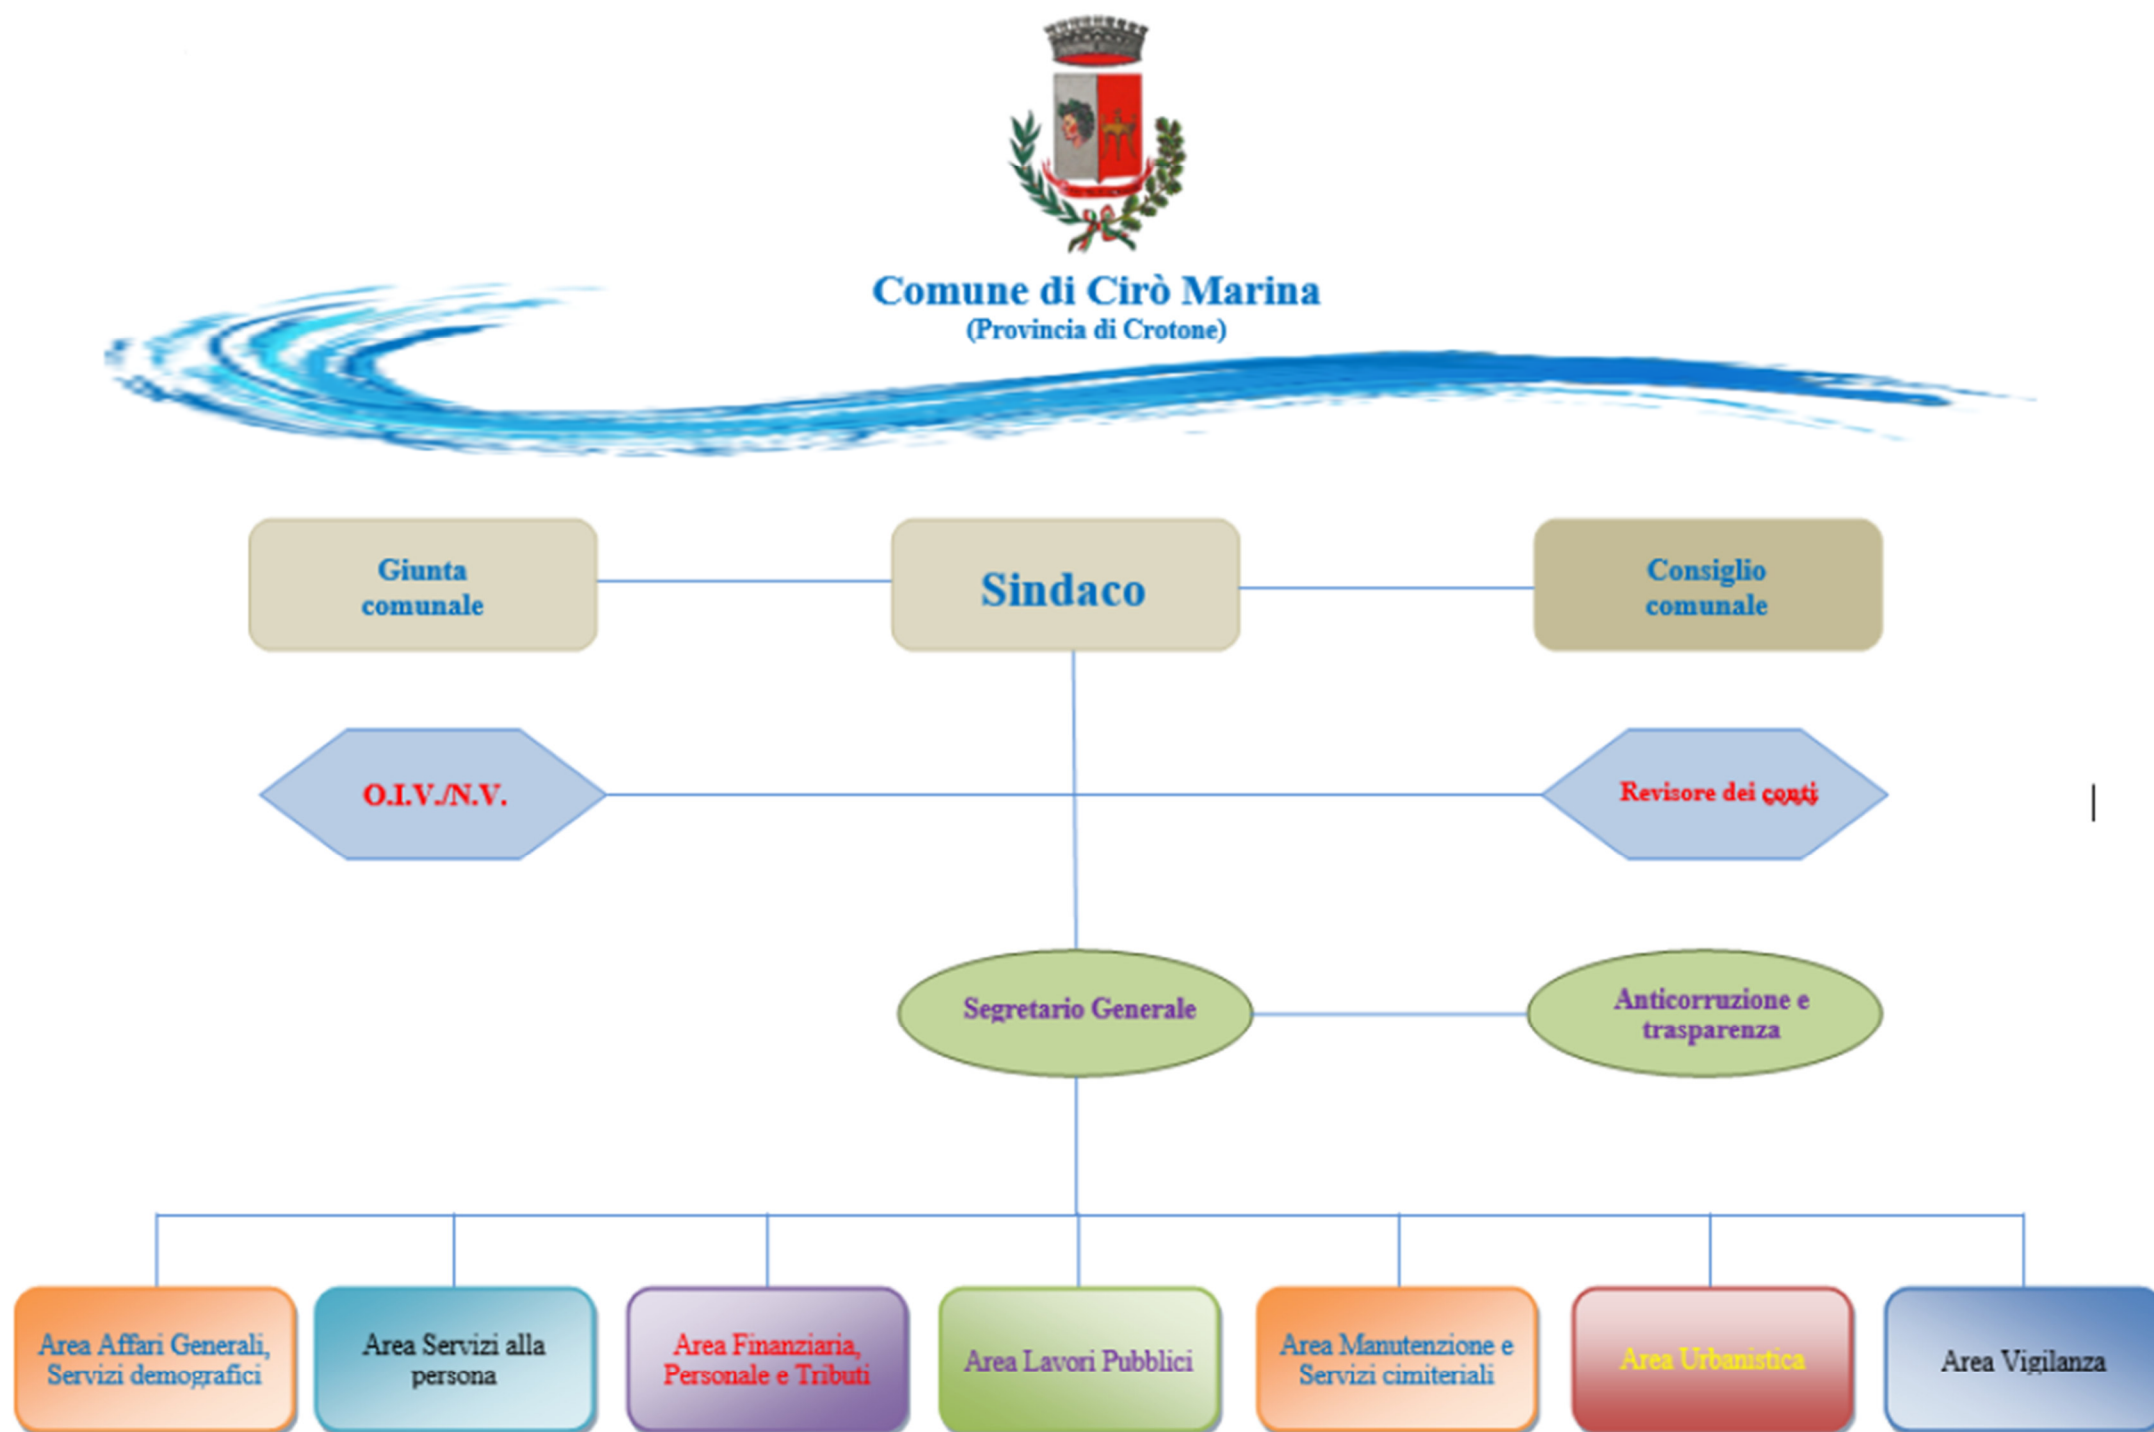 Comune di Cirò Marina
(Provincia di Crotone)
Giunta
comunale
Sindaco
Consiglio
comunale
O.I.V./N.V.
Revisore dei conti
Segretario Generale
Anticorruzione e
trasparenza
Area Affari Generali,
Servizi demografici
Area Servizi alla
persona
Area Finanziaria,
Personale e Tributi
Area Lavori Pubblici
Area Manutenzione e
Servizi cimiteriali
Area Urbanistica
Area Vigilanza